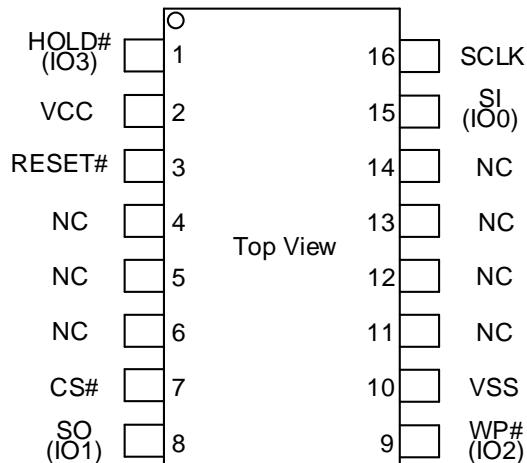 HOLD#
(IO3)
1
16
SCLK
VCC
2
15
SI
(IO0)
RESET#
3
14
NC
NC
4
13
NC
Top View
NC
5
12
NC
NC
6
11
NC
CS#
7
10
VSS
SO
(IO1)
8
9
WP#
(IO2)